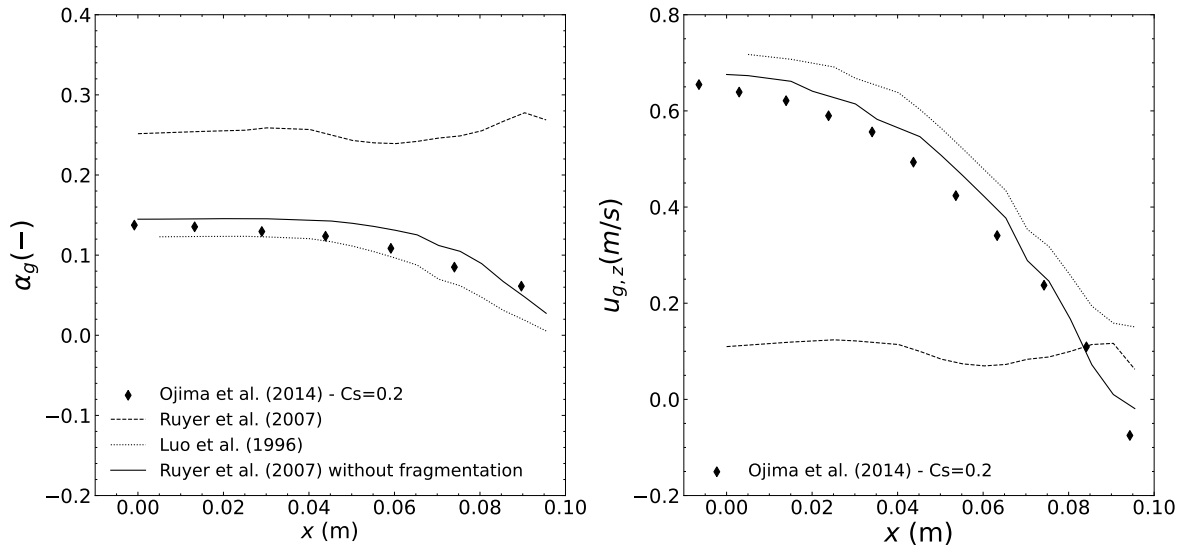 0.4
0.3
0.2
0.1
0.0
−0.1
−0.2
α_g(−)
Ojima et al. (2014) - Cs=0.2
Ruyer et al. (2007)
Luo et al. (1996)
Ruyer et al. (2007) without fragmentation
0.00 0.02 0.04 0.06 0.08 0.10
x (m)
0.8
0.6
0.4
0.2
0.0
−0.2
u_{g,z}(m/s)
Ojima et al. (2014) - Cs=0.2
0.00 0.02 0.04 0.06 0.08 0.10
x (m)